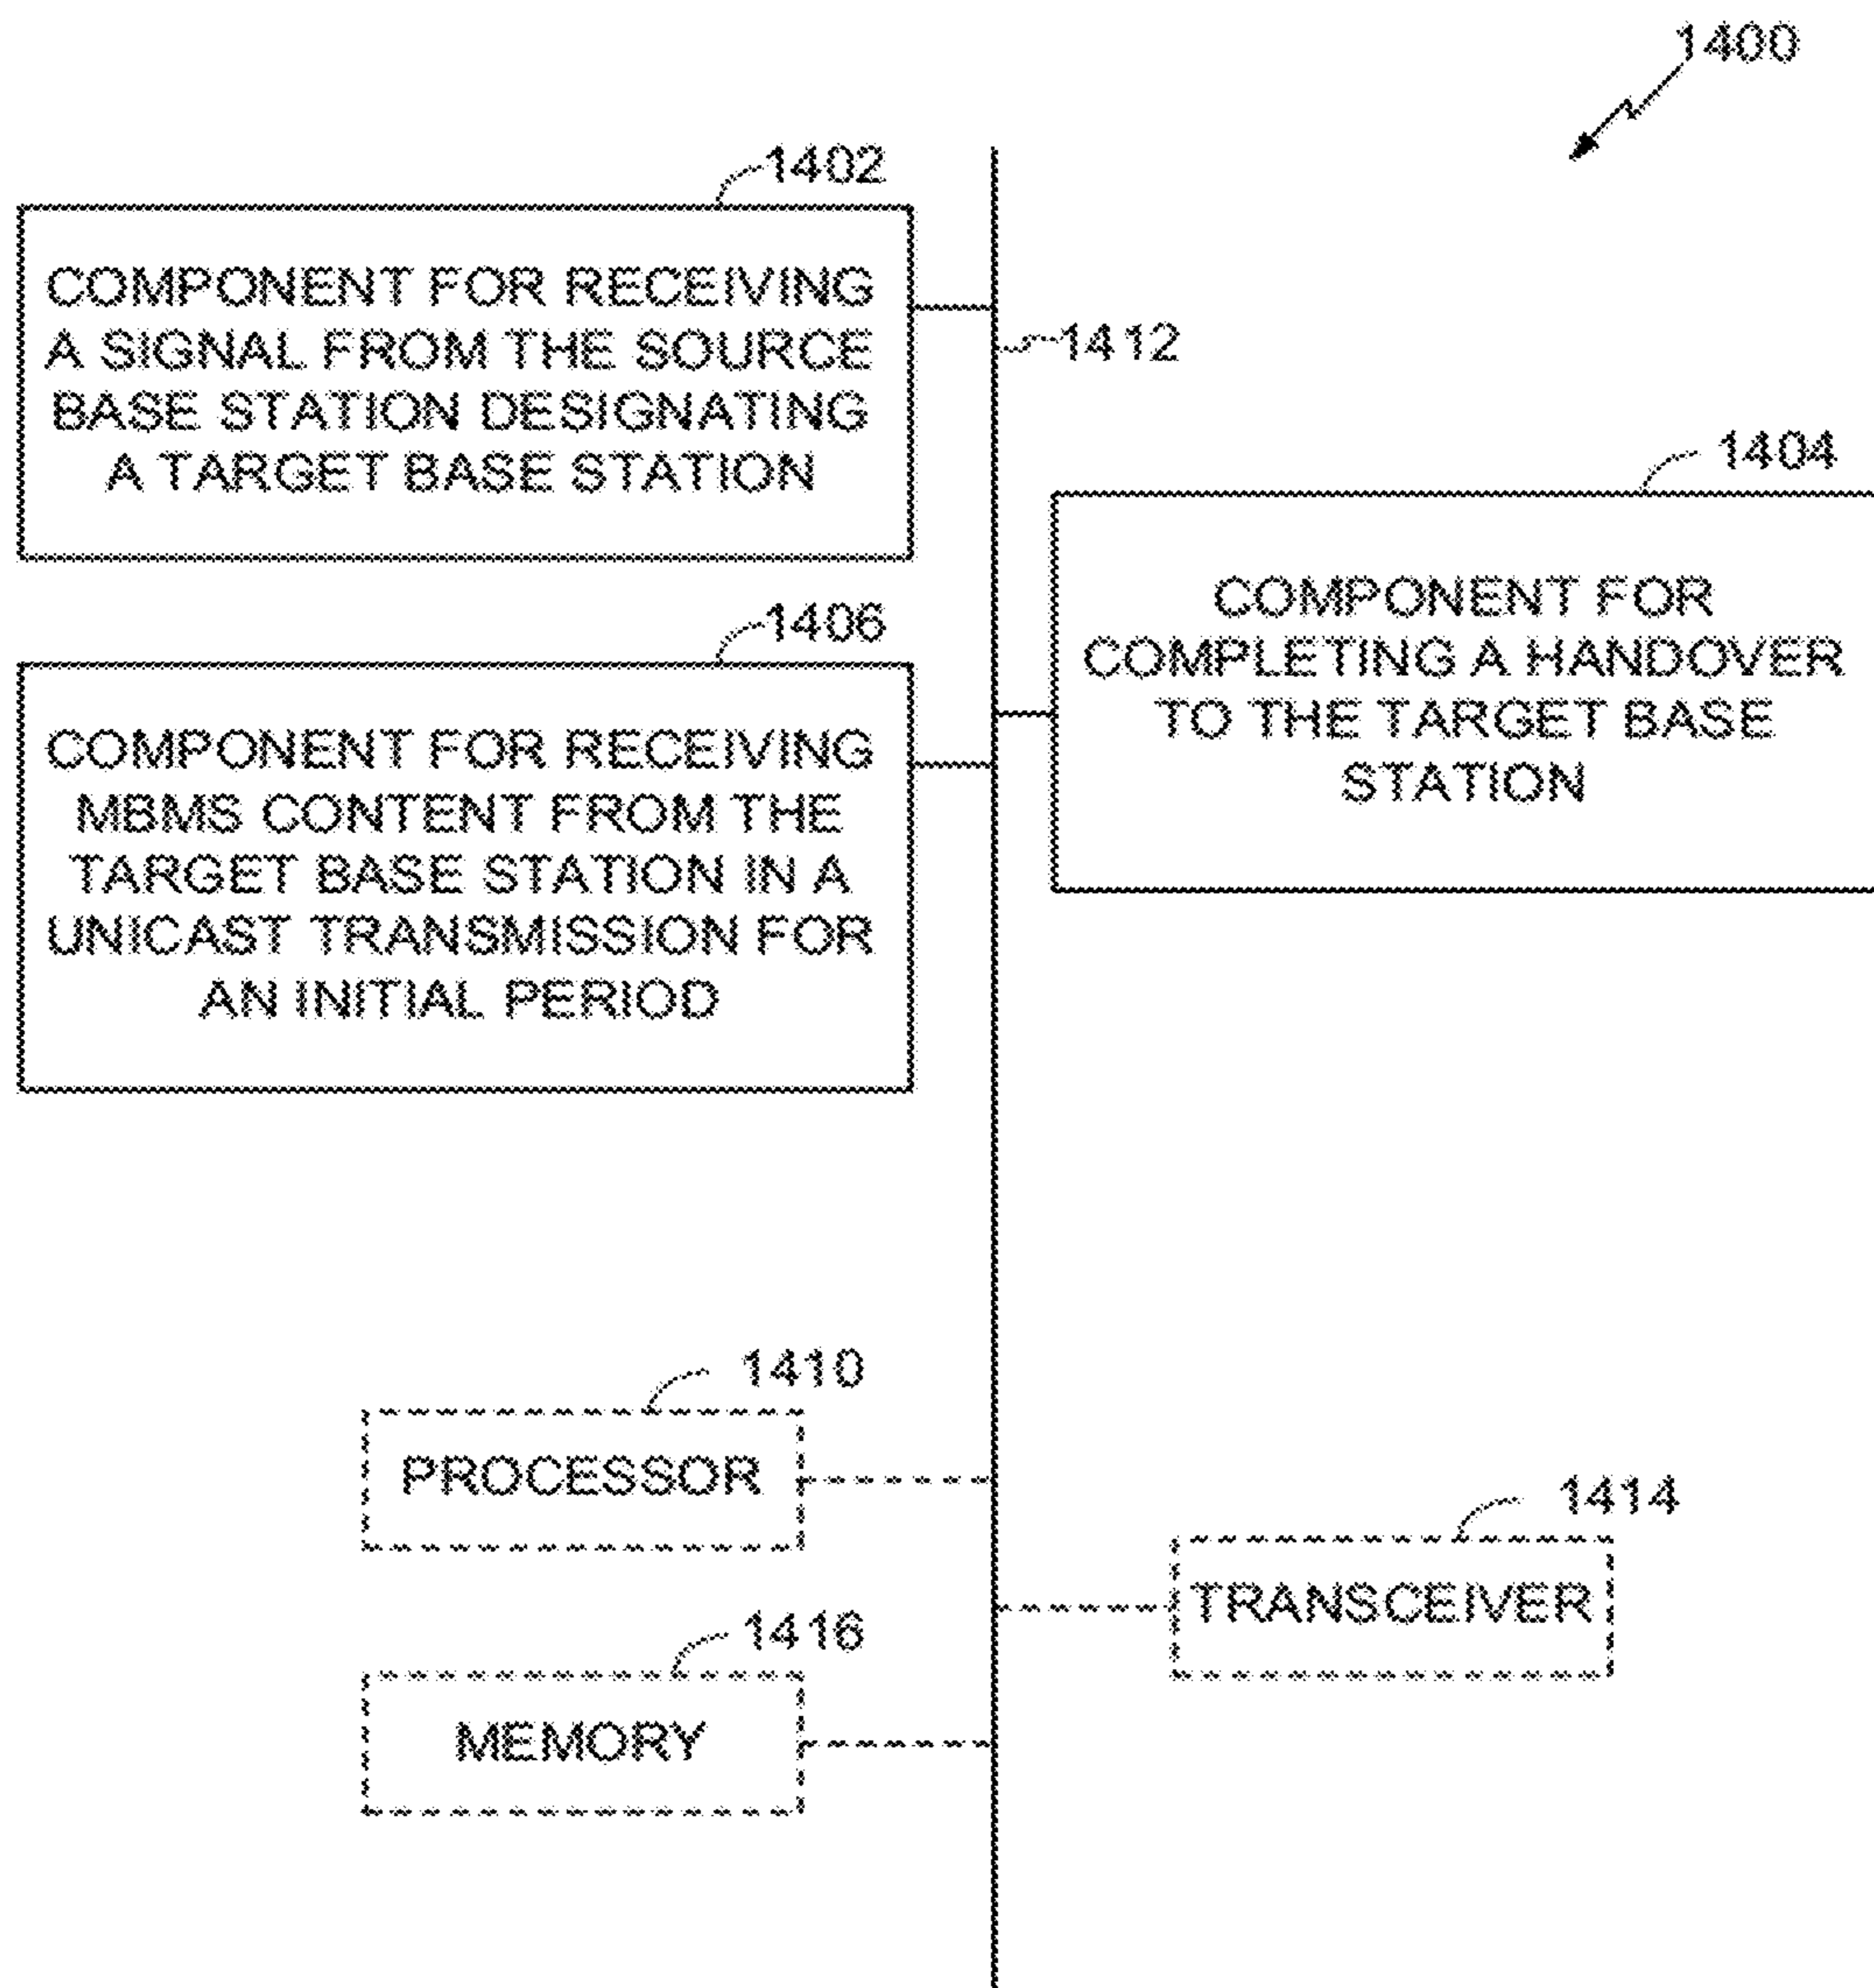 1400
1402
COMPONENT FOR RECEIVING
A SIGNAL FROM THE SOURCE
BASE STATION DESIGNATING
A TARGET BASE STATION
1412
1404
COMPONENT FOR
COMPLETING A HANDOVER
TO THE TARGET BASE
STATION
1406
COMPONENT FOR RECEIVING
MBMS CONTENT FROM THE
TARGET BASE STATION IN A
UNICAST TRANSMISSION FOR
AN INITIAL PERIOD
1410
PROCESSOR
1414
TRANSCEIVER
1416
MEMORY